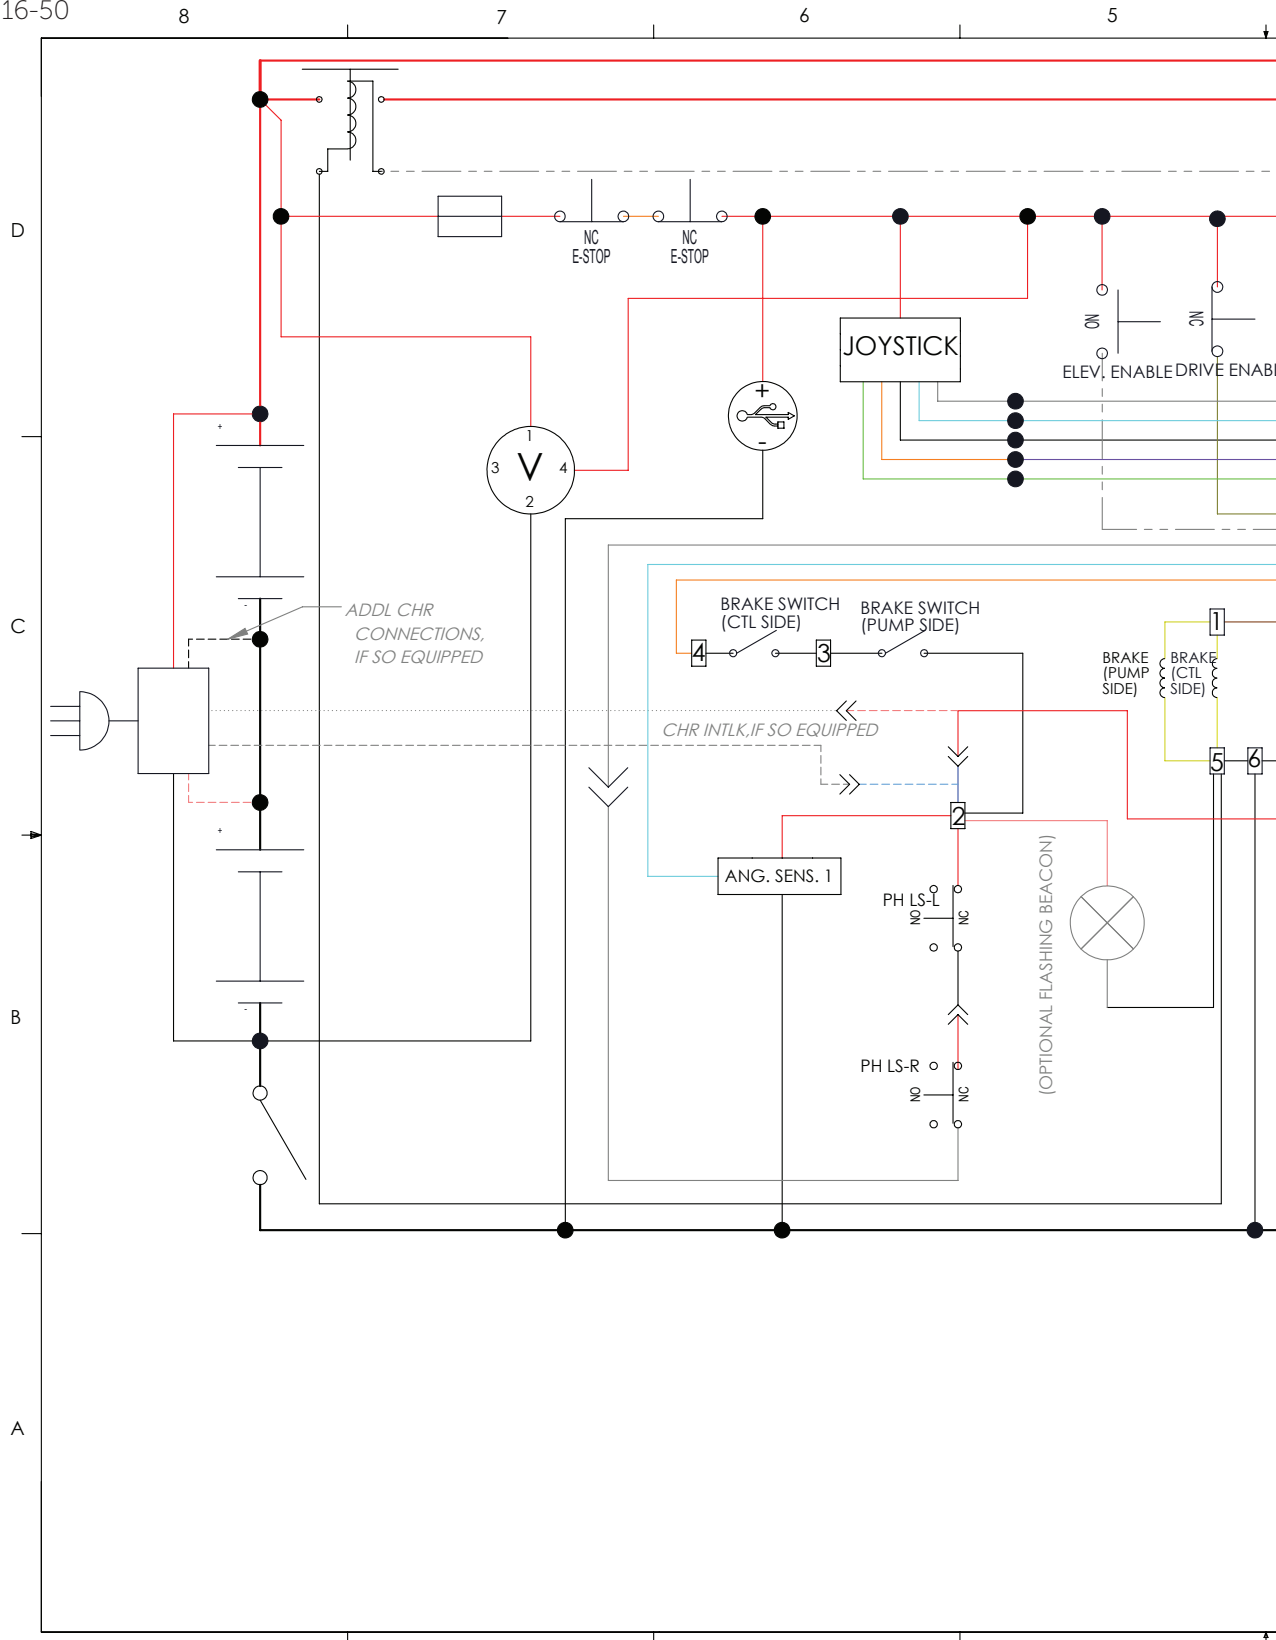 16-50
8 7 6 5
D
NC
E-STOP
NC
E-STOP
NO
NC
JOYSTICK
ELEV. ENABLE
DRIVE ENABL
+
-
1
3 V 4
2
+
-
C
ADDL CHR
CONNECTIONS,
IF SO EQUIPPED
BRAKE SWITCH
(CTL SIDE)
BRAKE SWITCH
(PUMP SIDE)
4
3
1
BRAKE
(PUMP
SIDE)
BRAKE
(CTL
SIDE)
CHR INTLK,IF SO EQUIPPED
5
6
2
+
-
ANG. SENS. 1
PH LS-L
NO
NC
(OPTIONAL FLASHING BEACON)
B
PH LS-R
NO
NC
A